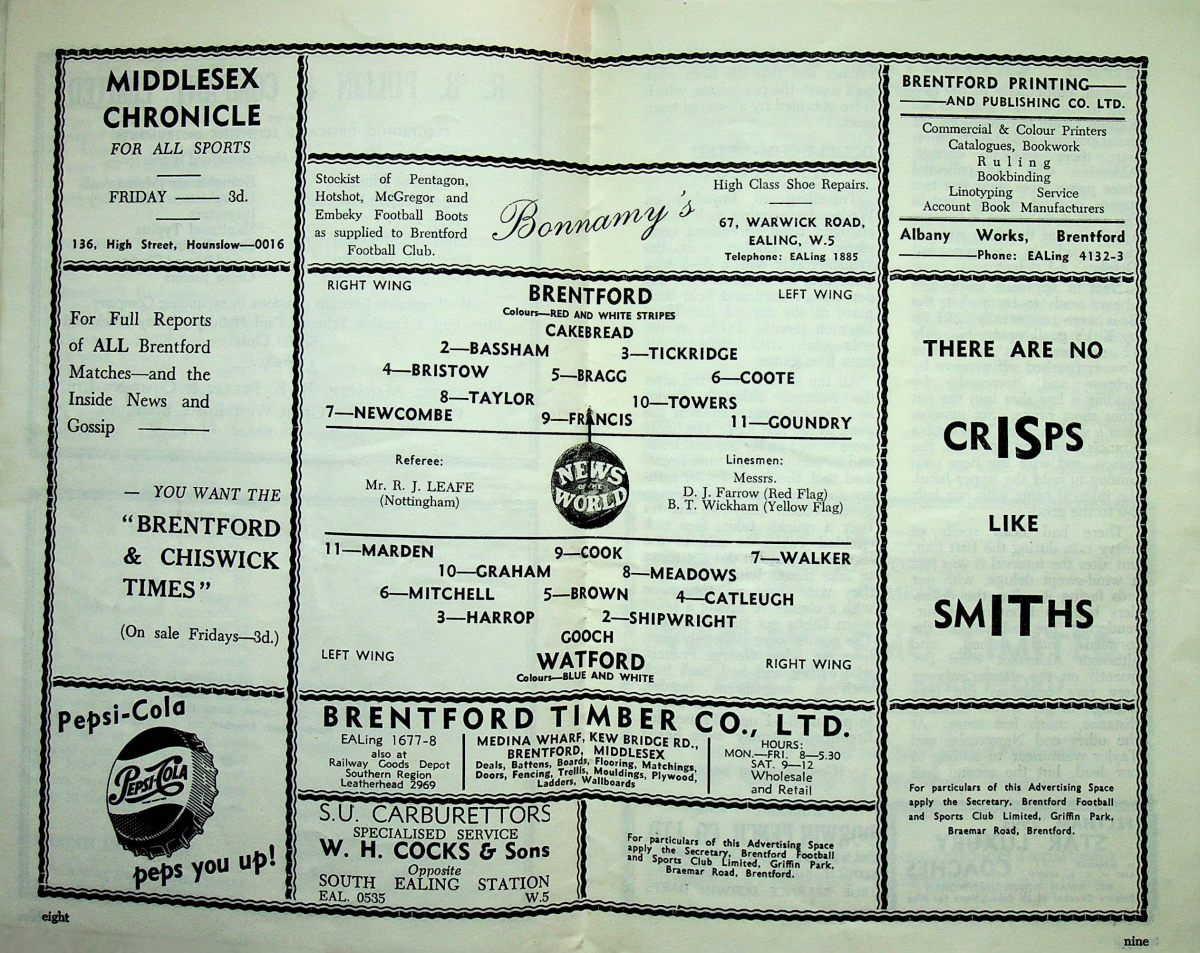 MIDDLESEX
CHRONICLE
FOR ALL SPORTS
FRIDAY —— 3d.
136, High Street, Hounslow—0016
For Full Reports
of ALL Brentford
Matches—and the
Inside News and
Gossip ——
— YOU WANT THE
“BRENTFORD
& CHISWICK
TIMES”
(On sale Fridays—3d.)
Pepsi-Cola
PEPSI-COLA
peps you up!
Stockist of Pentagon,
Hotshot, McGregor and
Embeky Football Boots
as supplied to Brentford
Football Club.
Bonnamy's
High Class Shoe Repairs.
67, WARWICK ROAD,
EALING, W.5
Telephone: EALing 1885
RIGHT WING
BRENTFORD
LEFT WING
Colours—RED AND WHITE STRIPES
CAKEBREAD
2—BASSHAM 3—TICKRIDGE
4—BRISTOW 5—BRAGG 6—COOTE
8—TAYLOR 10—TOWERS
7—NEWCOMBE 9—FRANCIS 11—GOUNDRY
Referee:
Mr. R. J. LEAFE
(Nottingham)
NEWS
OF THE
WORLD
Linesmen:
Messrs.
D. J. Farrow (Red Flag)
B. T. Wickham (Yellow Flag)
11—MARDEN 9—COOK 7—WALKER
10—GRAHAM 8—MEADOWS
6—MITCHELL 5—BROWN 4—CATLEUGH
3—HARROP 2—SHIPWRIGHT
GOOCH
LEFT WING
WATFORD
RIGHT WING
Colours—BLUE AND WHITE
BRENTFORD TIMBER CO., LTD.
EALing 1677-8
also at
Railway Goods Depot
Southern Region
Leatherhead 2969
MEDINA WHARF, KEW BRIDGE RD.,
BRENTFORD, MIDDLESEX
Deals, Battens, Boards, Flooring, Matchings,
Doors, Fencing, Trellis, Mouldings, Plywood,
Ladders, Wallboards
HOURS:
MON.—FRI. 8—5.30
SAT. 9—12
Wholesale
and Retail
S.U. CARBURETTORS
SPECIALISED SERVICE
W. H. COCKS & Sons
Opposite
SOUTH EALING STATION
EAL. 0535 W.5
For particulars of this Advertising Space
apply the Secretary, Brentford Football
and Sports Club Limited, Griffin Park,
Braemar Road, Brentford.
BRENTFORD PRINTING——
——AND PUBLISHING CO. LTD.
Commercial & Colour Printers
Catalogues, Bookwork
Ruling
Bookbinding
Linotyping Service
Account Book Manufacturers
Albany Works, Brentford
——Phone: EALing 4132-3
THERE ARE NO
CRISPS
LIKE
SMITHS
For particulars of this Advertising Space
apply the Secretary, Brentford Football
and Sports Club Limited, Griffin Park,
Braemar Road, Brentford.
eight
nine